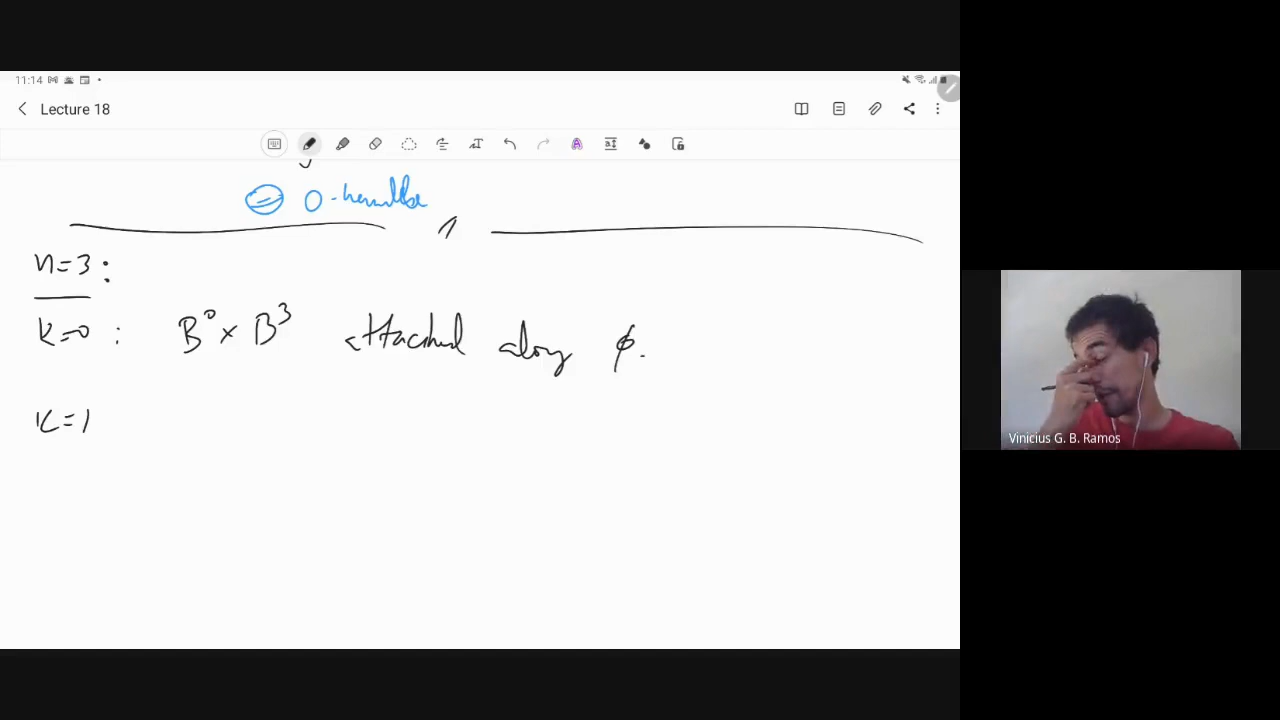 11:14
Lecture 18
0-handle
n=3:
k=0: B⁰ × B³ attached along ∅.
k=1
Vinicius G. B. Ramos